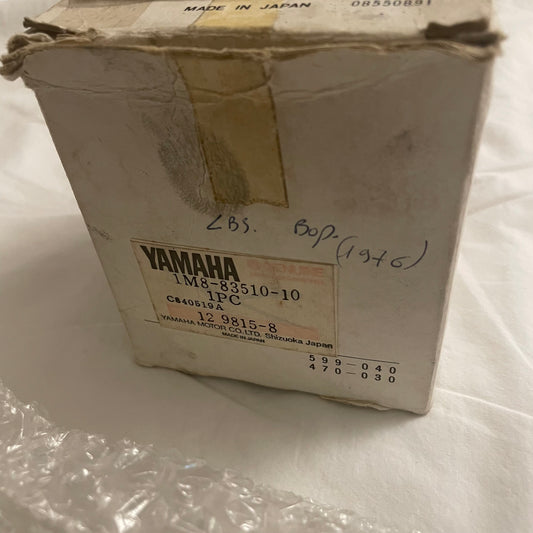 MADE IN JAPAN 08550891
LBS. Bop. (1976)
YAMAHA GENUINE
1M8-83510-10
1PC
C840519A
12 9815-8
YAMAHA MOTOR CO., LTD. Shizuoka Japan
MADE IN JAPAN
599-040
470-030